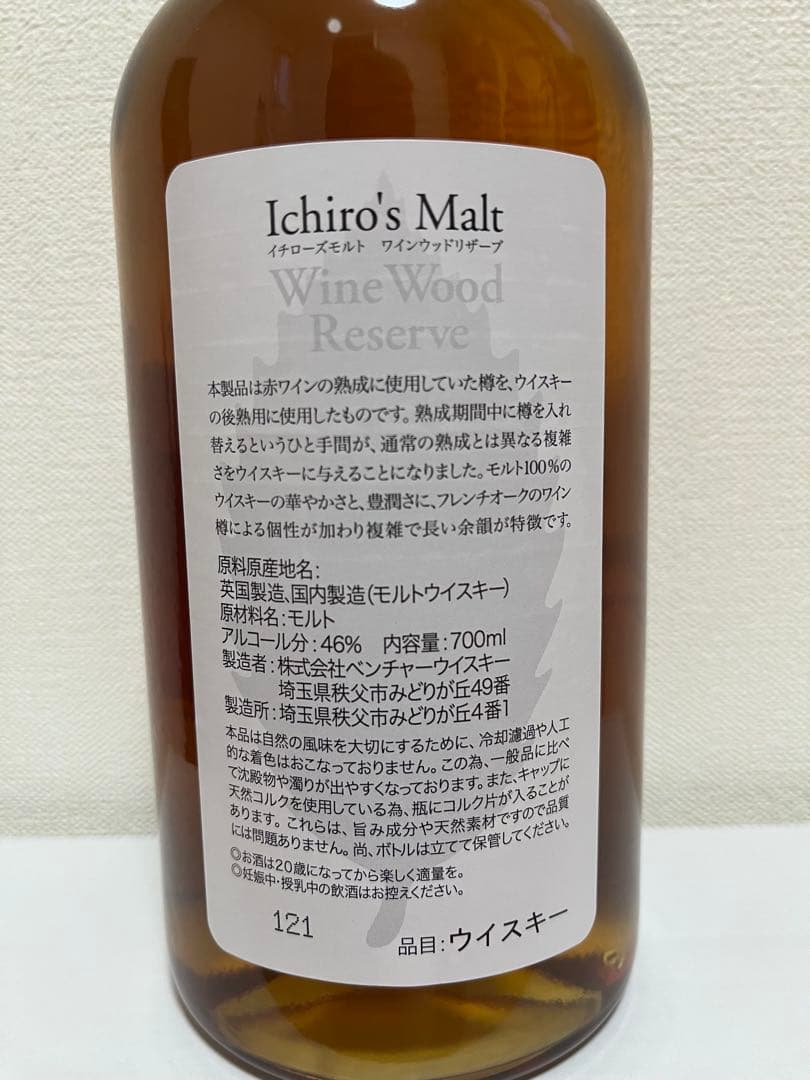 Ichiro's Malt
イチローズモルト ワインウッドリザーブ
Wine Wood
Reserve
本製品は赤ワインの熟成に使用していた樽を、ウイスキー
の後熟用に使用したものです。熟成期間中に樽を入れ
替えるというひと手間が、通常の熟成とは異なる複雑
さをウイスキーに与えることになりました。モルト100%の
ウイスキーの華やかさと、豊潤さに、フレンチオークのワイン
樽による個性が加わり複雑で長い余韻が特徴です。
原料原産地名：
英国製造、国内製造（モルトウイスキー）
原材料名：モルト
アルコール分：46% 内容量：700ml
製造者：株式会社ベンチャーウイスキー
埼玉県秩父市みどりが丘49番
製造所：埼玉県秩父市みどりが丘4番1
本品は自然の風味を大切にするために、冷却濾過や人工
的な着色はおこなっておりません。この為、一般品に比べ
て沈殿物や濁りが出やすくなっております。また、キャップに
天然コルクを使用している為、瓶にコルク片が入ることが
あります。これらは、旨み成分や天然素材ですので品質
には問題ありません。尚、ボトルは立てて保管してください。
◎お酒は20歳になってから楽しく適量を。
◎妊娠中・授乳中の飲酒はお控えください。
121
品目：ウイスキー